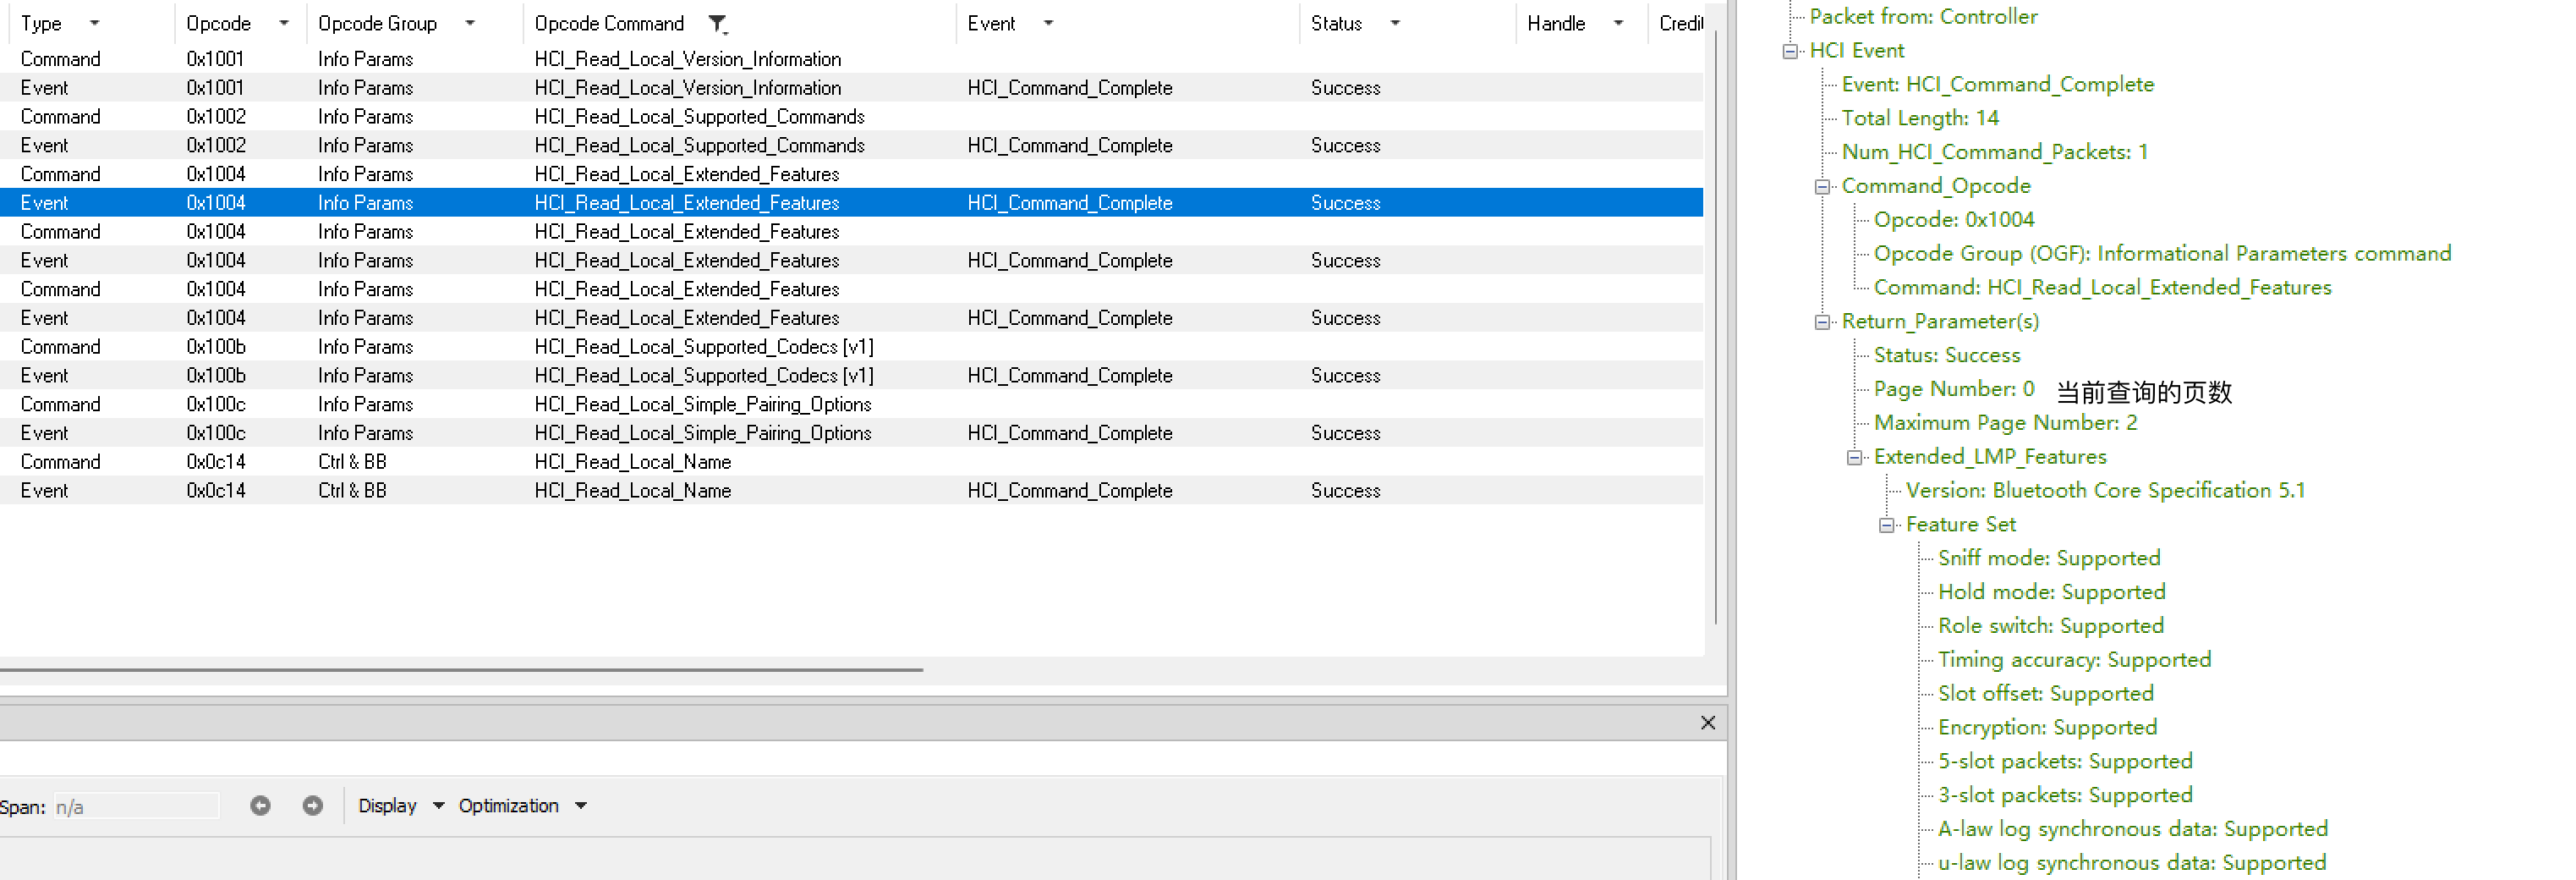 Type Opcode Opcode Group Opcode Command Event Status Handle Credit
Command 0x1001 Info Params HCI_Read_Local_Version_Information
Event 0x1001 Info Params HCI_Read_Local_Version_Information HCI_Command_Complete Success
Command 0x1002 Info Params HCI_Read_Local_Supported_Commands
Event 0x1002 Info Params HCI_Read_Local_Supported_Commands HCI_Command_Complete Success
Command 0x1004 Info Params HCI_Read_Local_Extended_Features
Event 0x1004 Info Params HCI_Read_Local_Extended_Features HCI_Command_Complete Success
Command 0x1004 Info Params HCI_Read_Local_Extended_Features
Event 0x1004 Info Params HCI_Read_Local_Extended_Features HCI_Command_Complete Success
Command 0x1004 Info Params HCI_Read_Local_Extended_Features
Event 0x1004 Info Params HCI_Read_Local_Extended_Features HCI_Command_Complete Success
Command 0x100b Info Params HCI_Read_Local_Supported_Codecs [v1]
Event 0x100b Info Params HCI_Read_Local_Supported_Codecs [v1] HCI_Command_Complete Success
Command 0x100c Info Params HCI_Read_Local_Simple_Pairing_Options
Event 0x100c Info Params HCI_Read_Local_Simple_Pairing_Options HCI_Command_Complete Success
Command 0x0c14 Ctrl & BB HCI_Read_Local_Name
Event 0x0c14 Ctrl & BB HCI_Read_Local_Name HCI_Command_Complete Success
Span: n/a Display Optimization
Packet from: Controller
HCI Event
Event: HCI_Command_Complete
Total Length: 14
Num_HCI_Command_Packets: 1
Command_Opcode
Opcode: 0x1004
Opcode Group (OGF): Informational Parameters command
Command: HCI_Read_Local_Extended_Features
Return_Parameter(s)
Status: Success
Page Number: 0 当前查询的页数
Maximum Page Number: 2
Extended_LMP_Features
Version: Bluetooth Core Specification 5.1
Feature Set
Sniff mode: Supported
Hold mode: Supported
Role switch: Supported
Timing accuracy: Supported
Slot offset: Supported
Encryption: Supported
5-slot packets: Supported
3-slot packets: Supported
A-law log synchronous data: Supported
u-law log synchronous data: Supported